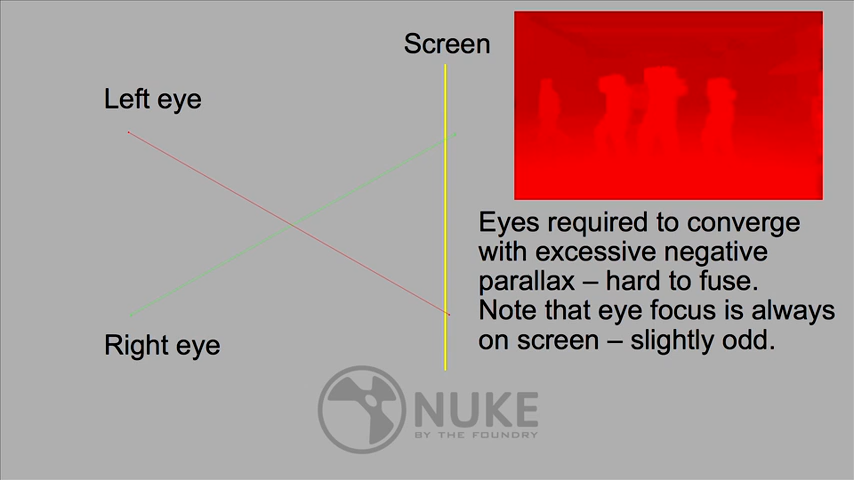 Screen
Left eye
Eyes required to converge
with excessive negative
parallax – hard to fuse.
Note that eye focus is always
on screen – slightly odd.
Right eye
NUKE
BY THE FOUNDRY